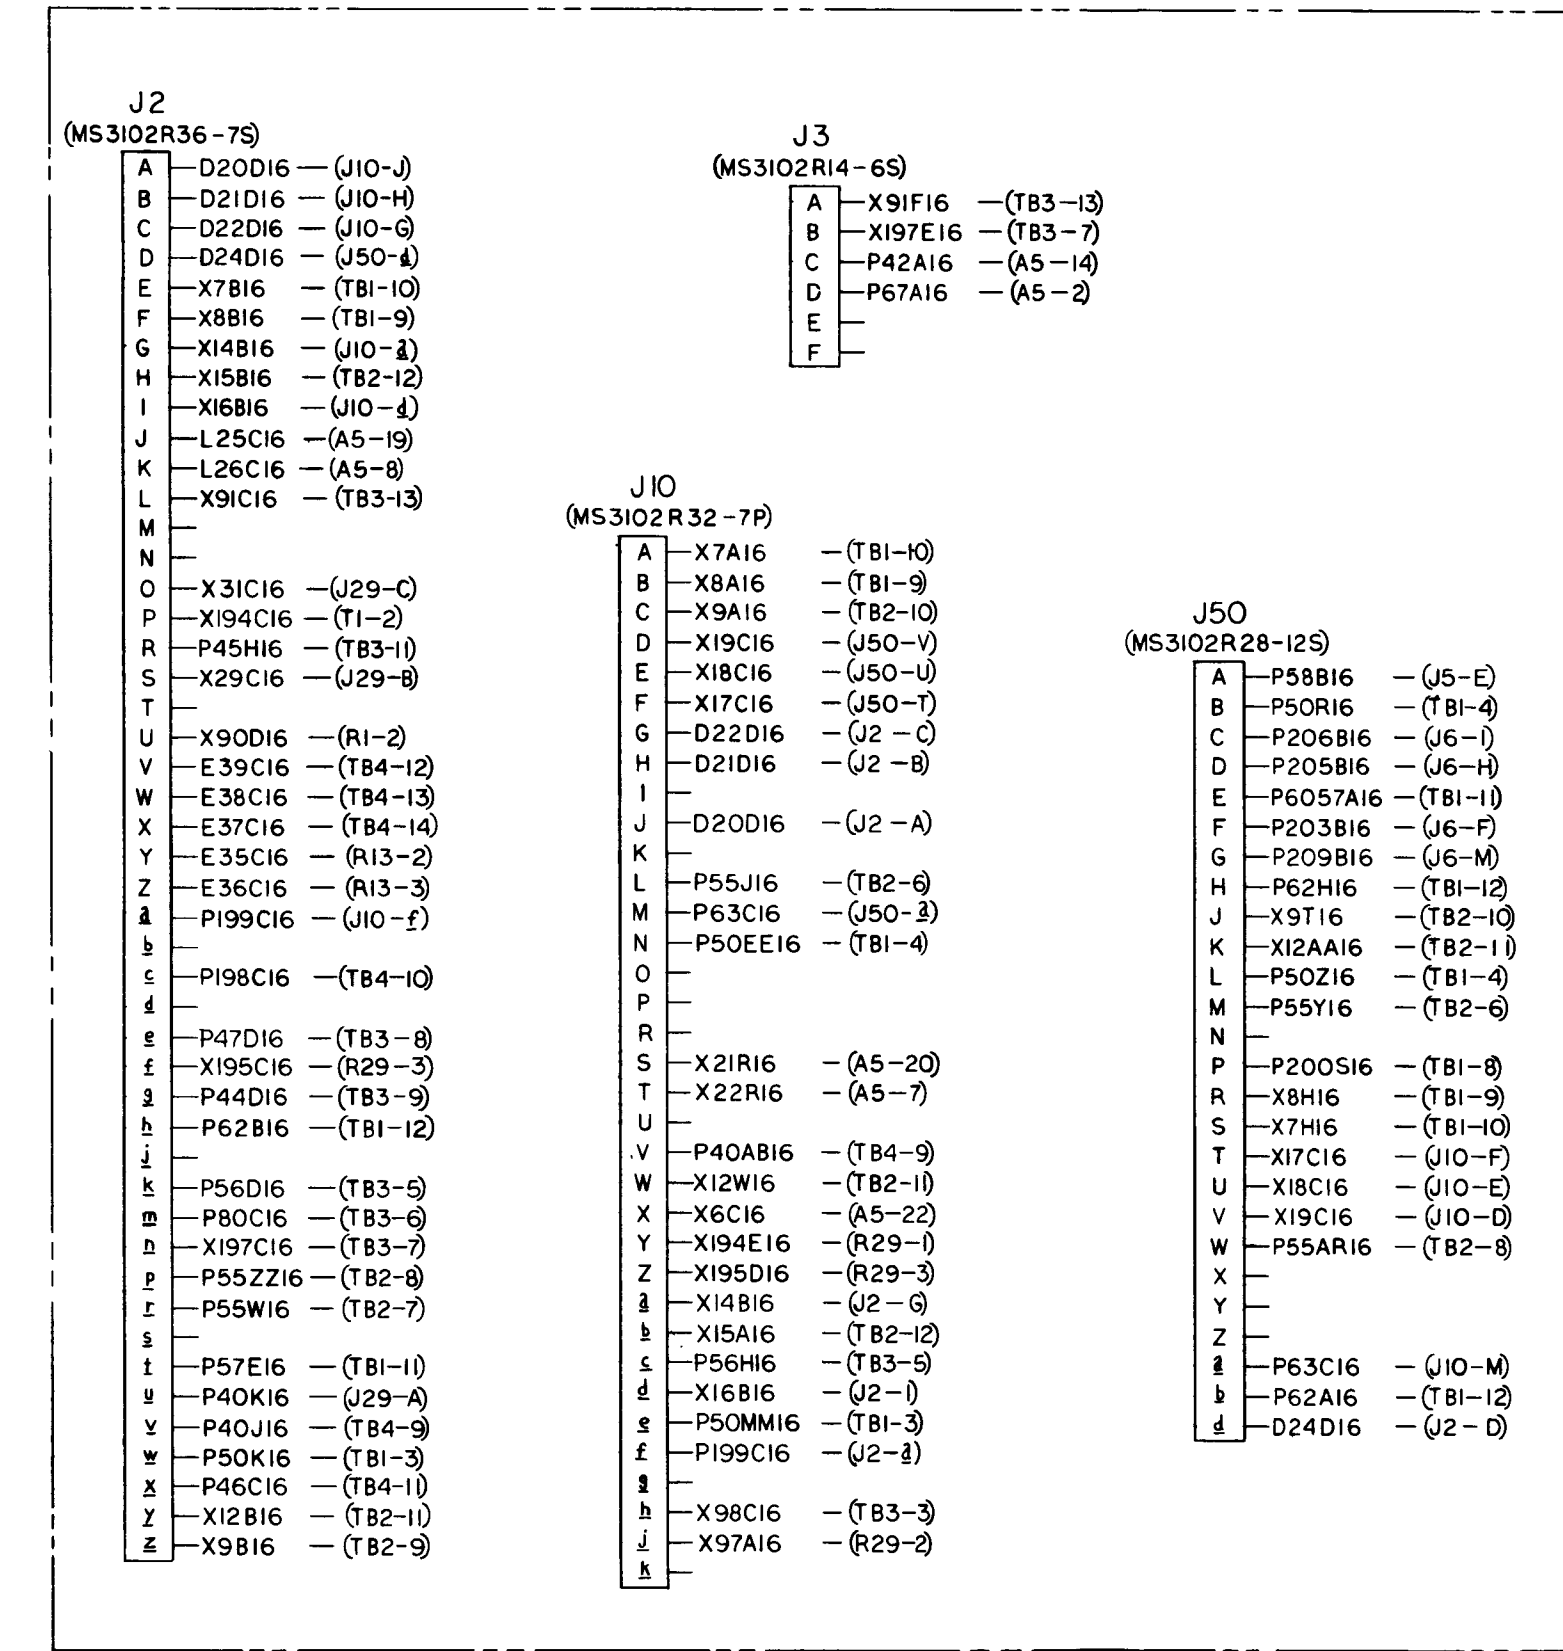 J2
(MS3102R36-7S)
A D20D16 (J10-J)
B D21D16 (J10-H)
C D22D16 (J10-G)
D D24D16 (J50-d)
E X7B16 (TB1-10)
F X8B16 (TB1-9)
G X14B16 (J10-a)
H X15B16 (TB2-12)
I X16B16 (J10-d)
J L25C16 (A5-19)
K L26C16 (A5-8)
L X91C16 (TB3-13)
M
N
O X31C16 (J29-C)
P X194C16 (T1-2)
R P45H16 (TB3-11)
S X29C16 (J29-B)
T
U X90D16 (R1-2)
V E39C16 (TB4-12)
W E38C16 (TB4-13)
X E37C16 (TB4-14)
Y E35C16 (R13-2)
Z E36C16 (R13-3)
a P199C16 (J10-f)
b
c P198C16 (TB4-10)
d
e P47D16 (TB3-8)
f X195C16 (R29-3)
g P44D16 (TB3-9)
h P62B16 (TB1-12)
j
k P56D16 (TB3-5)
m P80C16 (TB3-6)
n X197C16 (TB3-7)
p P55ZZ16 (TB2-8)
r P55W16 (TB2-7)
s
t P57E16 (TB1-11)
u P40K16 (J29-A)
v P40J16 (TB4-9)
w P50K16 (TB1-3)
x P46C16 (TB4-11)
y X12B16 (TB2-11)
z X9B16 (TB2-9)
J3
(MS3102R14-6S)
A X91F16 (TB3-13)
B X197E16 (TB3-7)
C P42A16 (A5-14)
D P67A16 (A5-2)
E
F
J10
(MS3102R32-7P)
A X7A16 (TB1-10)
B X8A16 (TB1-9)
C X9A16 (TB2-10)
D X19C16 (J50-V)
E X18C16 (J50-U)
F X17C16 (J50-T)
G D22D16 (J2-C)
H D21D16 (J2-B)
I
J D20D16 (J2-A)
K
L P55J16 (TB2-6)
M P63C16 (J50-a)
N P50EE16 (TB1-4)
O
P
R
S X21R16 (A5-20)
T X22R16 (A5-7)
U
V P40AB16 (TB4-9)
W X12W16 (TB2-11)
X X6C16 (A5-22)
Y X194E16 (R29-1)
Z X195D16 (R29-3)
a X14B16 (J2-G)
b X15A16 (TB2-12)
c P56H16 (TB3-5)
d X16B16 (J2-I)
e P50MM16 (TB1-3)
f P199C16 (J2-a)
g
h X98C16 (TB3-3)
j X97A16 (R29-2)
k
J50
(MS3102R28-12S)
A P58B16 (J5-E)
B P50R16 (TB1-4)
C P206B16 (J6-I)
D P205B16 (J6-H)
E P6057A16 (TB1-11)
F P203B16 (J6-F)
G P209B16 (J6-M)
H P62H16 (TB1-12)
J X9T16 (TB2-10)
K X12AA16 (TB2-11)
L P50Z16 (TB1-4)
M P55Y16 (TB2-6)
N
P P200S16 (TB1-8)
R X8H16 (TB1-9)
S X7H16 (TB1-10)
T X17C16 (J10-F)
U X18C16 (J10-E)
V X19C16 (J10-D)
W P55AR16 (TB2-8)
X
Y
Z
a P63C16 (J10-M)
b P62A16 (TB1-12)
d D24D16 (J2-D)